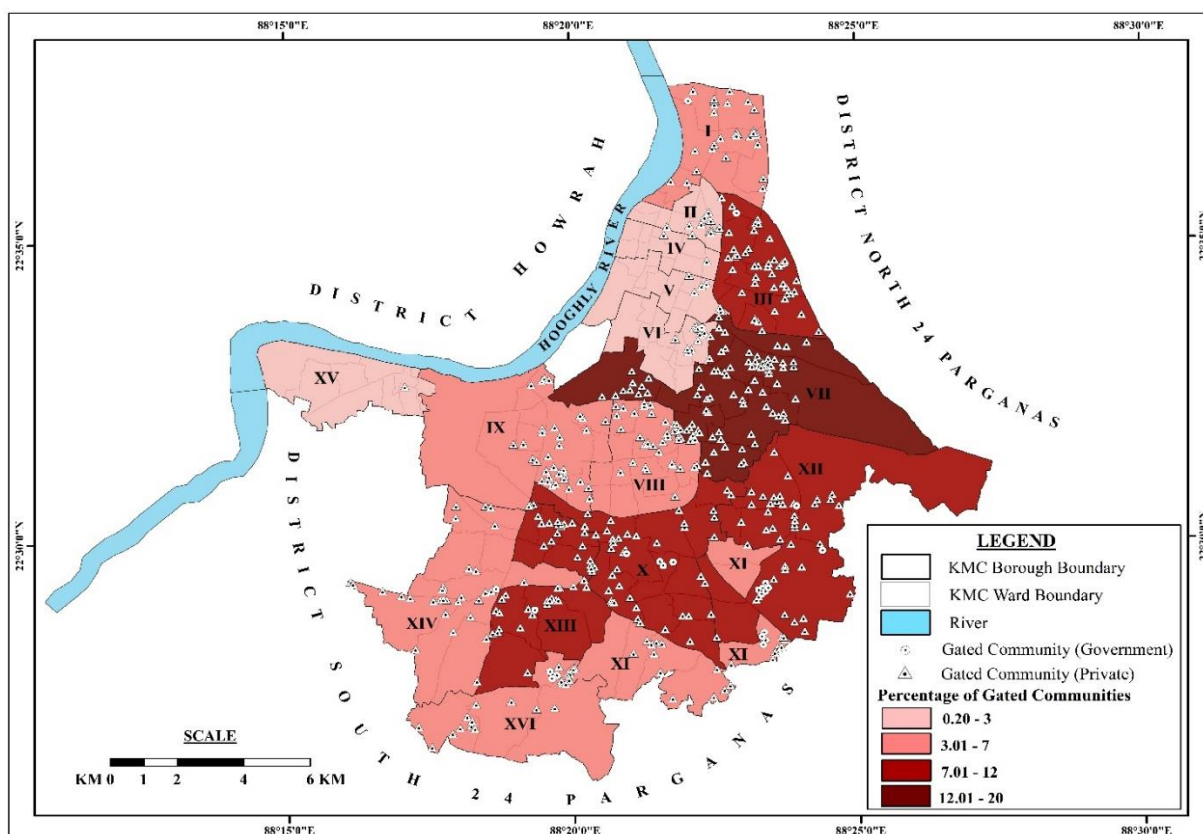 88°15'0"E 88°20'0"E 88°25'0"E 88°30'0"E
22°35'0"N
22°30'0"N
DISTRICT HOWRAH
HOOGHLY RIVER
DISTRICT NORTH 24 PARGANAS
DISTRICT SOUTH 24 PARGANAS
I
II
IV
V
III
VI
VII
XV
IX
VIII
XII
X
XI
XIV
XIII
XI
XI
XVI
SCALE
KM 0 1 2 4 6 KM
LEGEND
KMC Borough Boundary
KMC Ward Boundary
River
Gated Community (Government)
Gated Community (Private)
Percentage of Gated Communities
0.20 - 3
3.01 - 7
7.01 - 12
12.01 - 20
88°15'0"E 88°20'0"E 88°25'0"E 88°30'0"E